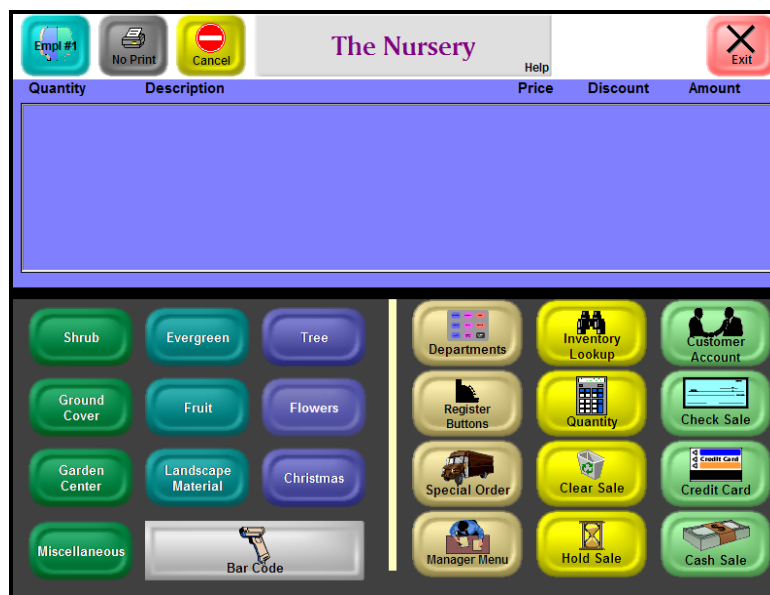 Empl #1
No Print
Cancel
The Nursery
Help
Exit
Quantity Description Price Discount Amount
Shrub
Evergreen
Tree
Departments
Inventory
Lookup
Customer
Account
Ground
Cover
Fruit
Flowers
Register
Buttons
Quantity
Check Sale
Garden
Center
Landscape
Material
Christmas
Special Order
Clear Sale
Credit Card
Credit Card
Miscellaneous
Bar Code
Manager Menu
Hold Sale
Cash Sale